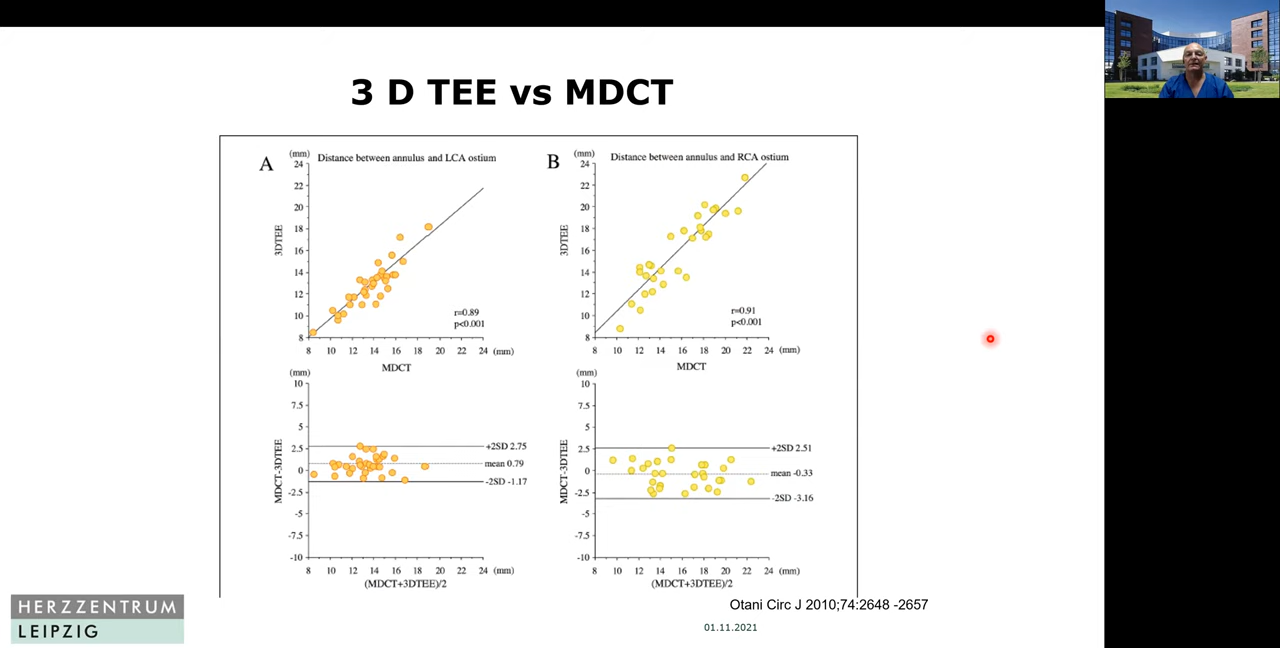 3 D TEE vs MDCT
A
(mm)
Distance between annulus and LCA ostium
24
22
20
18
16
14
12
10
8
3DTEE
r=0.89
p<0.001
8 10 12 14 16 18 20 22 24 (mm)
MDCT
B
(mm)
Distance between annulus and RCA ostium
24
22
20
18
16
14
12
10
8
3DTEE
r=0.91
p<0.001
8 10 12 14 16 18 20 22 24 (mm)
MDCT
(mm)
10
7.5
5
2.5
0
-2.5
-5
-7.5
-10
MDCT-3DTEE
+2SD 2.75
mean 0.79
-2SD -1.17
8 10 12 14 16 18 20 22 24 (mm)
(MDCT+3DTEE)/2
(mm)
10
7.5
5
2.5
0
-2.5
-5
-7.5
-10
MDCT-3DTEE
+2SD 2.51
mean -0.33
-2SD -3.16
8 10 12 14 16 18 20 22 24 (mm)
(MDCT+3DTEE)/2
Otani Circ J 2010;74:2648 -2657
01.11.2021
HERZZENTRUM
LEIPZIG